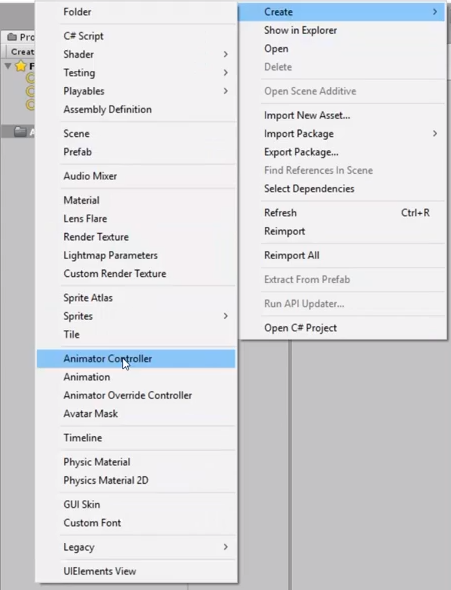 Pro
Creat
F
A
Folder
C# Script
Shader
Testing
Playables
Assembly Definition
Scene
Prefab
Audio Mixer
Material
Lens Flare
Render Texture
Lightmap Parameters
Custom Render Texture
Sprite Atlas
Sprites
Tile
Animator Controller
Animation
Animator Override Controller
Avatar Mask
Timeline
Physic Material
Physics Material 2D
GUI Skin
Custom Font
Legacy
UIElements View
Create
Show in Explorer
Open
Delete
Open Scene Additive
Import New Asset...
Import Package
Export Package...
Find References In Scene
Select Dependencies
Refresh Ctrl+R
Reimport
Reimport All
Extract From Prefab
Run API Updater...
Open C# Project